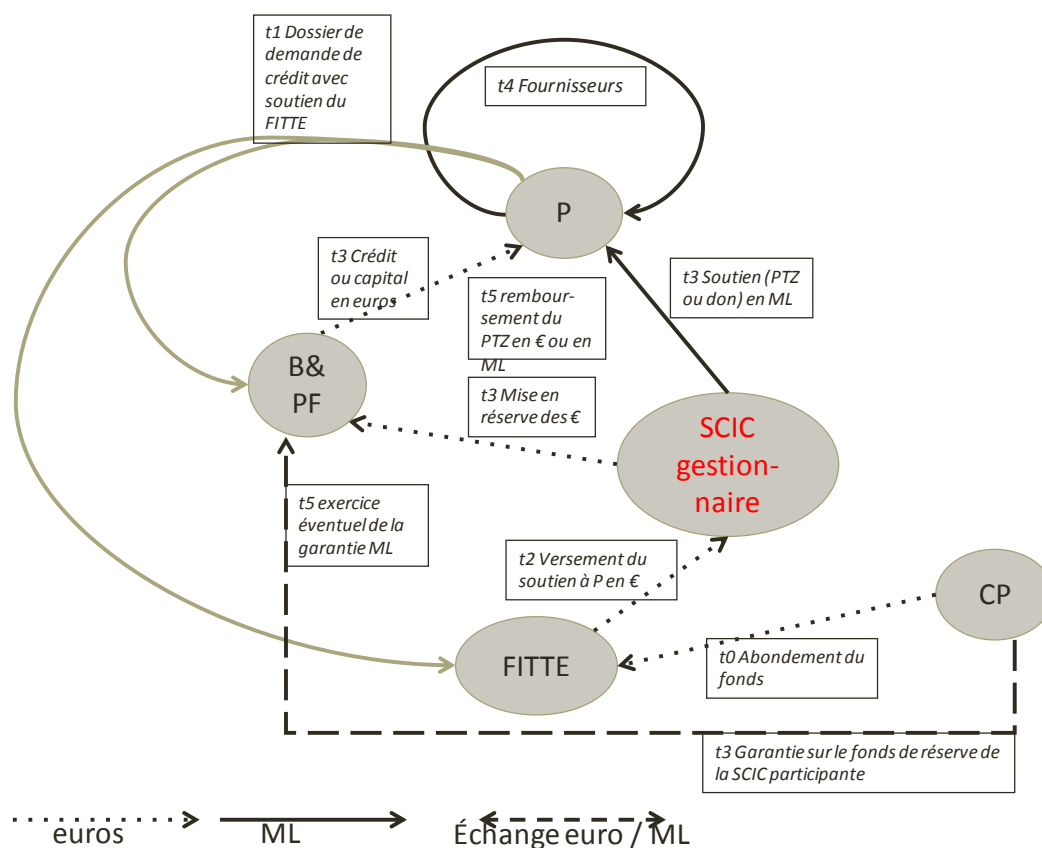 t1 Dossier de
demande de
crédit avec
soutien du
FITTE
t4 Fournisseurs
P
t3 Crédit
ou capital
en euros
t5 rembour-
sement du
PTZ en € ou en
ML
t3 Soutien (PTZ
ou don) en ML
B&
PF
t3 Mise en
réserve des €
SCIC
gestion-
naire
t5 exercice
éventuel de la
garantie ML
t2 Versement du
soutien à P en €
CP
FITTE
t0 Abondement du
fonds
t3 Garantie sur le fonds de réserve de
la SCIC participante
euros
ML
Échange euro / ML